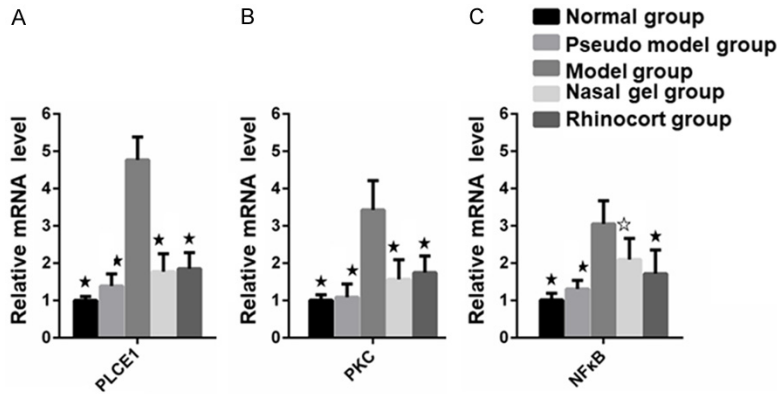 A
B
C
Normal group
Pseudo model group
Model group
Nasal gel group
Rhinocort group
Relative mRNA level
6
5
4
3
2
1
0
★
★
★
★
PLCE1
Relative mRNA level
6
5
4
3
2
1
0
★
★
★
★
PKC
Relative mRNA level
6
5
4
3
2
1
0
★
★
☆
★
NFκB